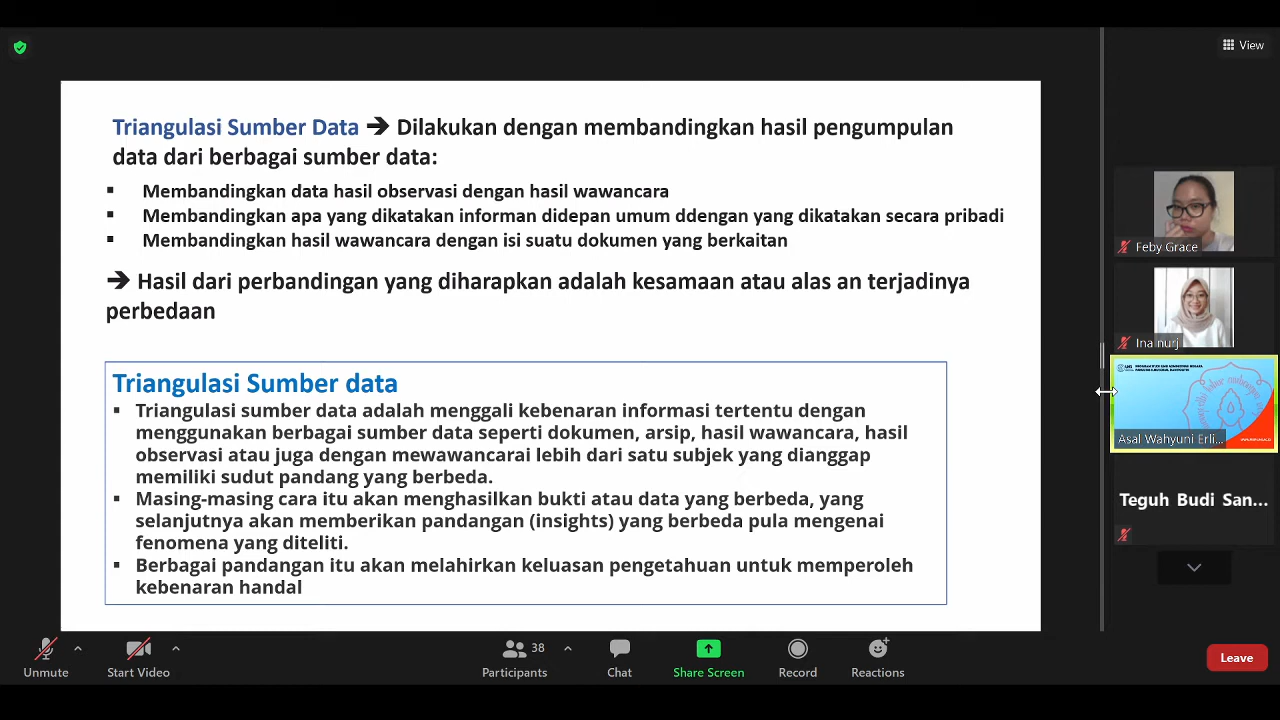 View
Triangulasi Sumber Data ➔ Dilakukan dengan membandingkan hasil pengumpulan
data dari berbagai sumber data:
▪ Membandingkan data hasil observasi dengan hasil wawancara
▪ Membandingkan apa yang dikatakan informan didepan umum ddengan yang dikatakan secara pribadi
▪ Membandingkan hasil wawancara dengan isi suatu dokumen yang berkaitan
➔ Hasil dari perbandingan yang diharapkan adalah kesamaan atau alas an terjadinya
perbedaan
Triangulasi Sumber data
▪ Triangulasi sumber data adalah menggali kebenaran informasi tertentu dengan
menggunakan berbagai sumber data seperti dokumen, arsip, hasil wawancara, hasil
observasi atau juga dengan mewawancarai lebih dari satu subjek yang dianggap
memiliki sudut pandang yang berbeda.
▪ Masing-masing cara itu akan menghasilkan bukti atau data yang berbeda, yang
selanjutnya akan memberikan pandangan (insights) yang berbeda pula mengenai
fenomena yang diteliti.
▪ Berbagai pandangan itu akan melahirkan keluasan pengetahuan untuk memperoleh
kebenaran handal
Feby Grace
Ina nurj
Asal Wahyuni Erli...
Teguh Budi San...
Unmute
Start Video
38
Participants
Chat
Share Screen
Record
Reactions
Leave